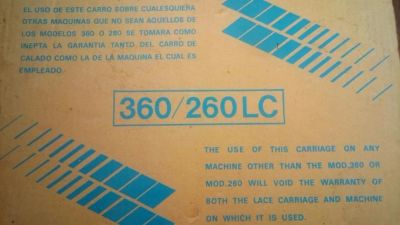 EL USO DE ESTE CARRO SOBRE CUALESQUIERA
OTRAS MAQUINAS QUE NO SEAN AQUELLOS DE
LOS MODELOS 360 O 260 SE TOMARA COMO
INEPTA LA GARANTIA TANTO DEL CARRO DE
CALADO COMO LA DE LA MAQUINA EL CUAL ES
EMPLEADO.
360/260 LC
THE USE OF THIS CARRIAGE ON ANY
MACHINE OTHER THAN THE MOD.360 OR
MOD.260 WILL VOID THE WARRANTY OF
BOTH THE LACE CARRIAGE AND MACHINE
ON WHICH IT IS USED.